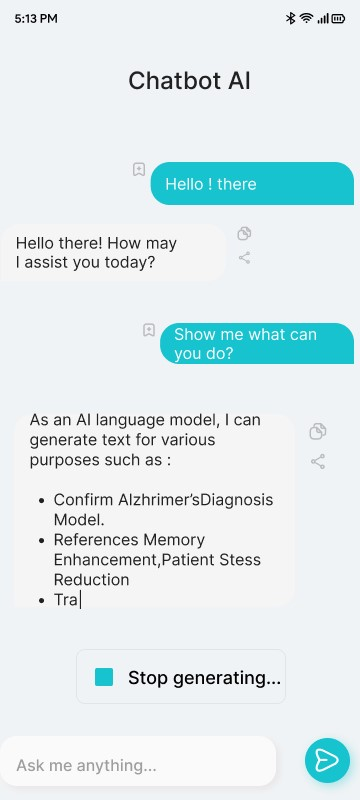 5:13 PM
Chatbot AI
Hello ! there
Hello there! How may
I assist you today?
Show me what can
you do?
As an AI language model, I can
generate text for various
purposes such as :
• Confirm Alzhrimer’sDiagnosis
Model.
• References Memory
Enhancement,Patient Stess
Reduction
• Tra
Stop generating...
Ask me anything...